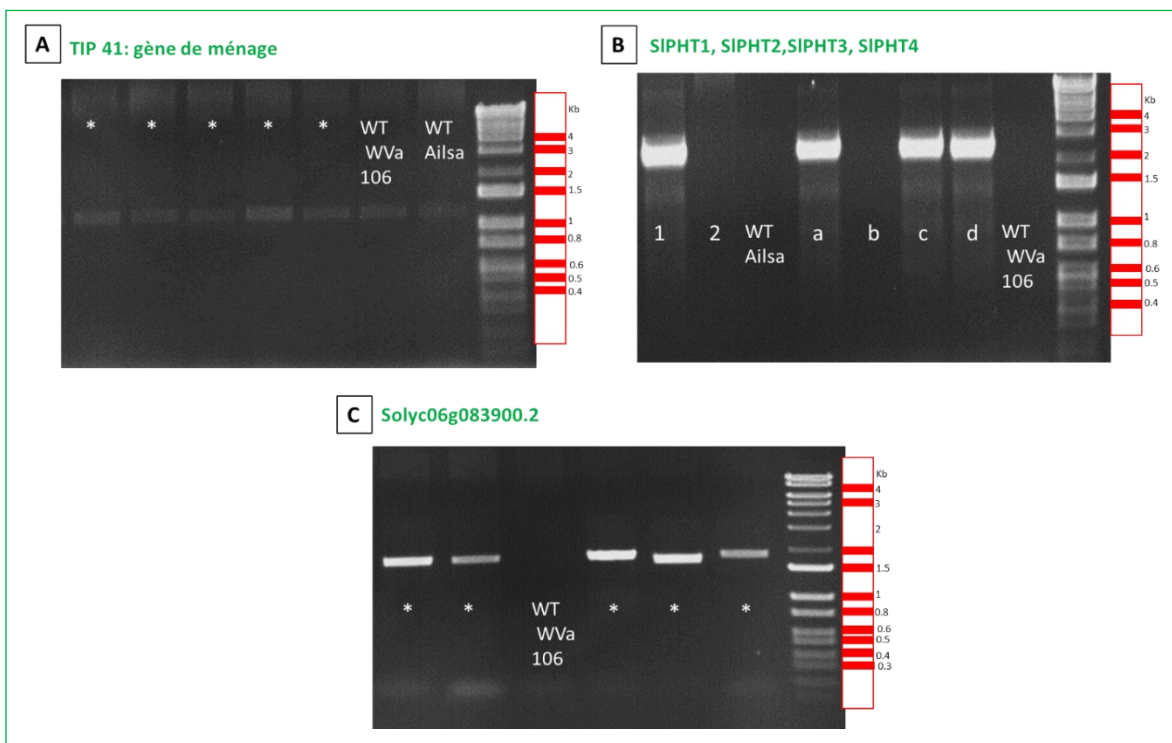 A
TIP 41: gène de ménage
* * * * *
WT
WVa
106
WT
Ailsa
Kb
4
3
2
1.5
1
0.8
0.6
0.5
0.4
B
SlPHT1, SlPHT2,SlPHT3, SlPHT4
1 2
WT
Ailsa
a b c d
WT
WVa
106
Kb
4
3
2
1.5
1
0.8
0.6
0.5
0.4
C
Solyc06g083900.2
* *
WT
WVa
106
* * *
Kb
4
3
2
1.5
1
0.8
0.6
0.5
0.4
0.3